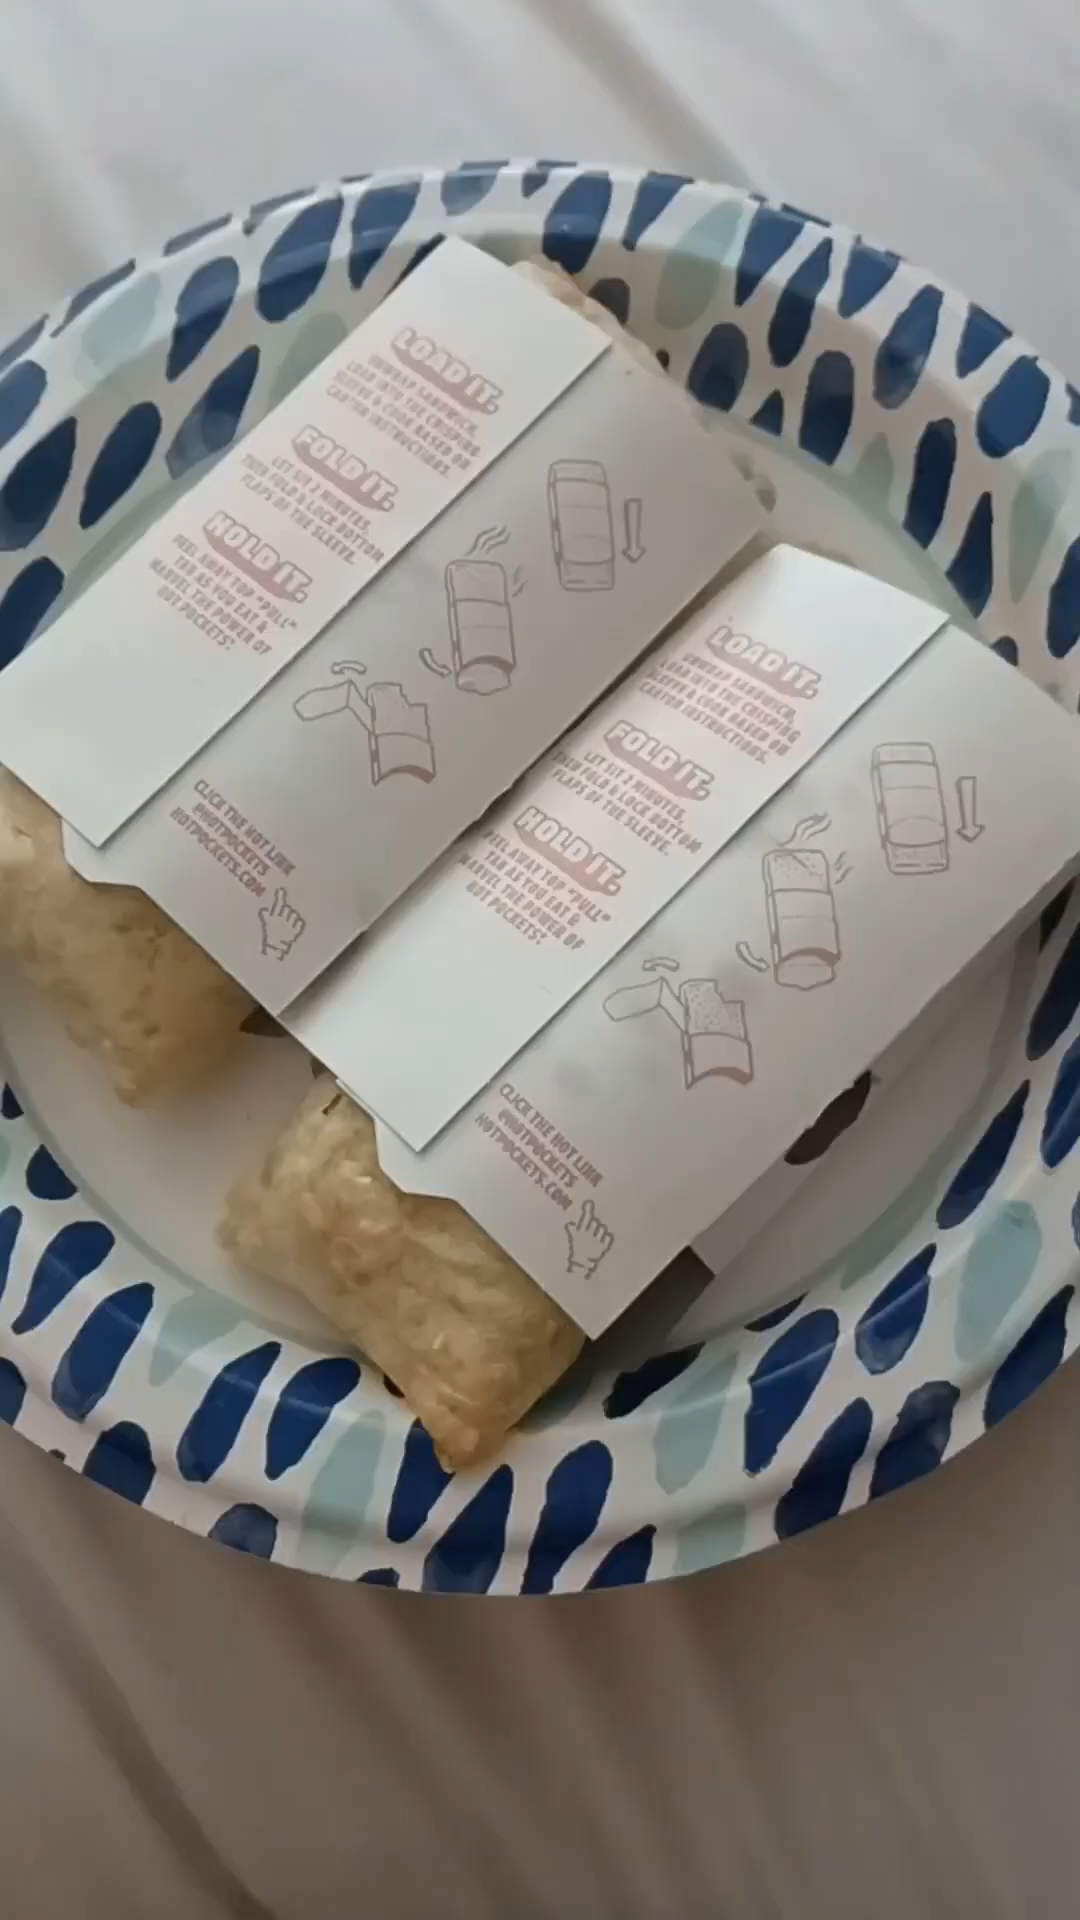 LOAD IT.
UNWRAP SANDWICH,
LOAD INTO THE CRISPING
SLEEVE & COOK BASED ON
CARTON INSTRUCTIONS.
FOLD IT.
LET SIT 2 MINUTES,
THEN FOLD & LOCK BOTTOM
FLAPS OF THE SLEEVE.
HOLD IT.
PEEL AWAY TOP "PULL"
TAB AS YOU EAT &
MARVEL THE POWER OF
HOT POCKETS®.
CLICK THE HOT LINK
@HOTPOCKETS
HOTPOCKETS.COM
LOAD IT.
UNWRAP SANDWICH,
LOAD INTO THE CRISPING
SLEEVE & COOK BASED ON
CARTON INSTRUCTIONS.
FOLD IT.
LET SIT 2 MINUTES,
THEN FOLD & LOCK BOTTOM
FLAPS OF THE SLEEVE.
HOLD IT.
PEEL AWAY TOP "PULL"
TAB AS YOU EAT &
MARVEL THE POWER OF
HOT POCKETS®.
CLICK THE HOT LINK
@HOTPOCKETS
HOTPOCKETS.COM